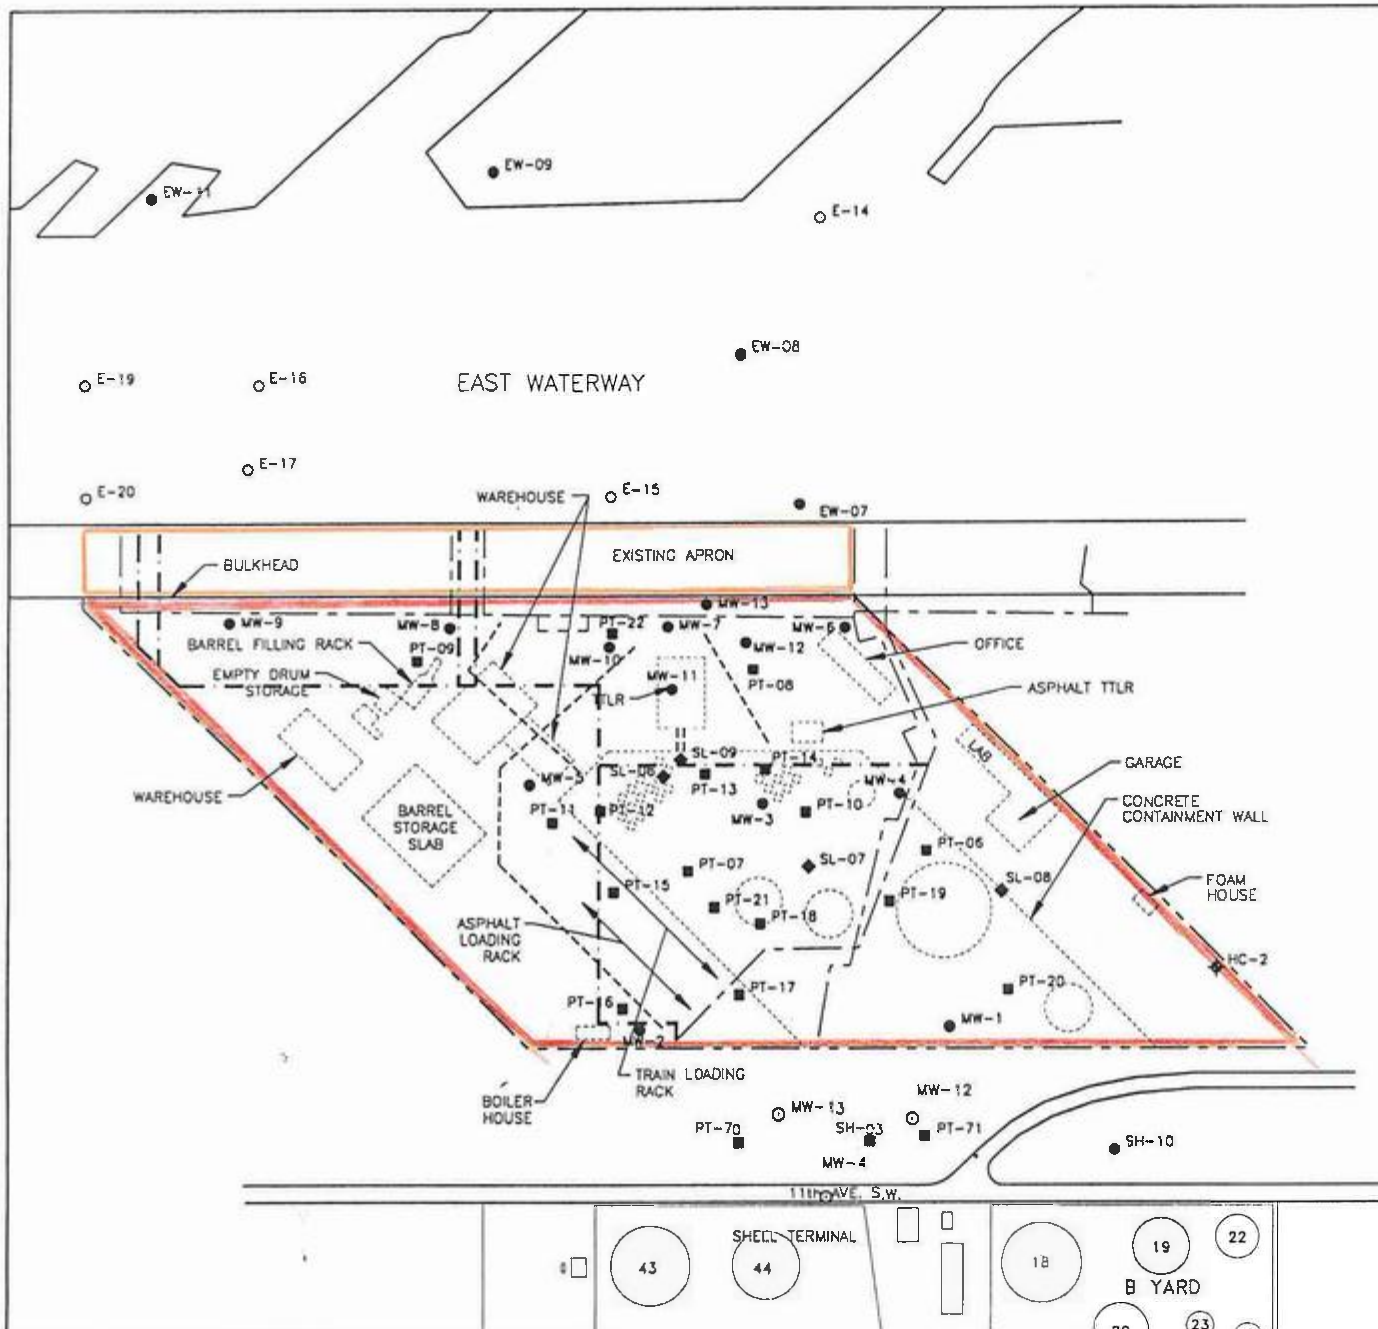 EW-09
EW-11
E-14
EW-08
E-19
E-16
EAST WATERWAY
E-17
E-20
WAREHOUSE
E-15
EW-07
EXISTING APRON
BULKHEAD
MW-13
MW-9
MW-8
PT-22
MW-7
MW-6
BARREL FILLING RACK
PT-09
MW-10
MW-12
OFFICE
EMPTY DRUM
STORAGE
MW-11
PT-08
TTLR
ASPHALT TTLR
LAB
SL-09
PT-14
GARAGE
SL-06
PT-13
MW-5
MW-4
WAREHOUSE
BARREL
STORAGE
SLAB
PT-11
PT-12
MW-3
PT-10
CONCRETE
CONTAINMENT WALL
PT-06
PT-07
SL-07
PT-15
SL-08
FOAM
HOUSE
PT-21
PT-19
PT-18
ASPHALT
LOADING
RACK
HC-2
PT-16
PT-17
PT-20
MW-1
MW-2
TRAIN LOADING
RACK
BOILER
HOUSE
MW-13
MW-12
PT-70
SH-03
PT-71
SH-10
MW-4
11th AVE. S.W.
SHELL TERMINAL
43
44
18
19
22
B YARD
23